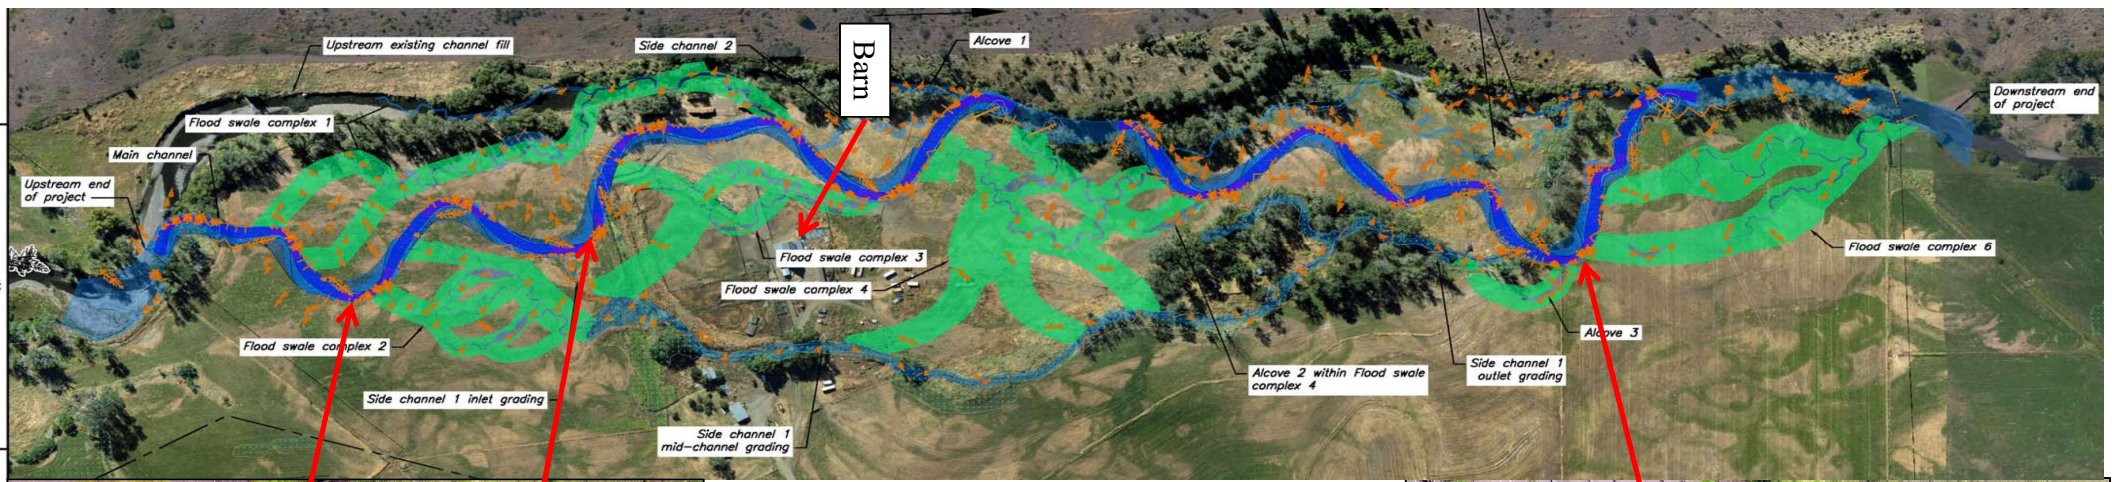 Upstream existing channel fill
Side channel 2
Barn
Alcove 1
Flood swale complex 1
Main channel
Upstream end
of project
Downstream end
of project
Flood swale complex 3
Flood swale complex 4
Flood swale complex 6
Flood swale complex 2
Alcove 3
Side channel 1 inlet grading
Alcove 2 within Flood swale
complex 4
Side channel 1
outlet grading
Side channel 1
mid-channel grading